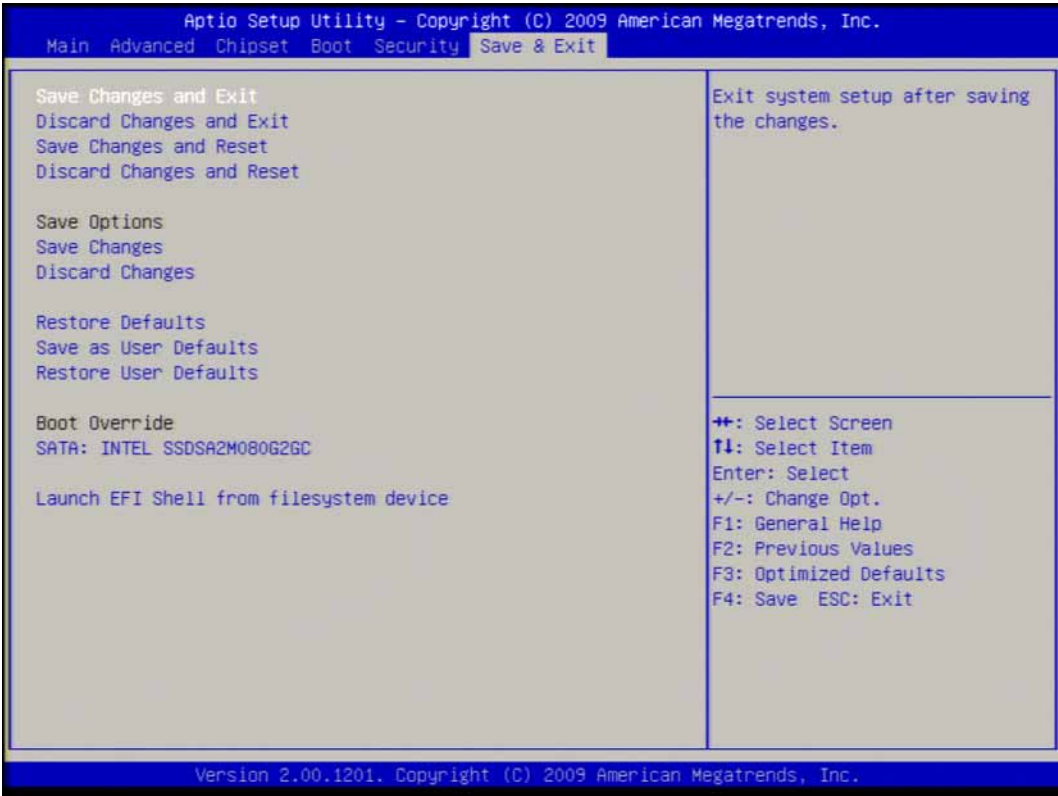 Aptio Setup Utility – Copyright (C) 2009 American Megatrends, Inc.
Main Advanced Chipset Boot Security Save & Exit
Save Changes and Exit
Discard Changes and Exit
Save Changes and Reset
Discard Changes and Reset
Save Options
Save Changes
Discard Changes
Restore Defaults
Save as User Defaults
Restore User Defaults
Boot Override
SATA: INTEL SSDSA2M080G2GC
Launch EFI Shell from filesystem device
Exit system setup after saving
the changes.
→←: Select Screen
↑↓: Select Item
Enter: Select
+/-: Change Opt.
F1: General Help
F2: Previous Values
F3: Optimized Defaults
F4: Save ESC: Exit
Version 2.00.1201. Copyright (C) 2009 American Megatrends, Inc.